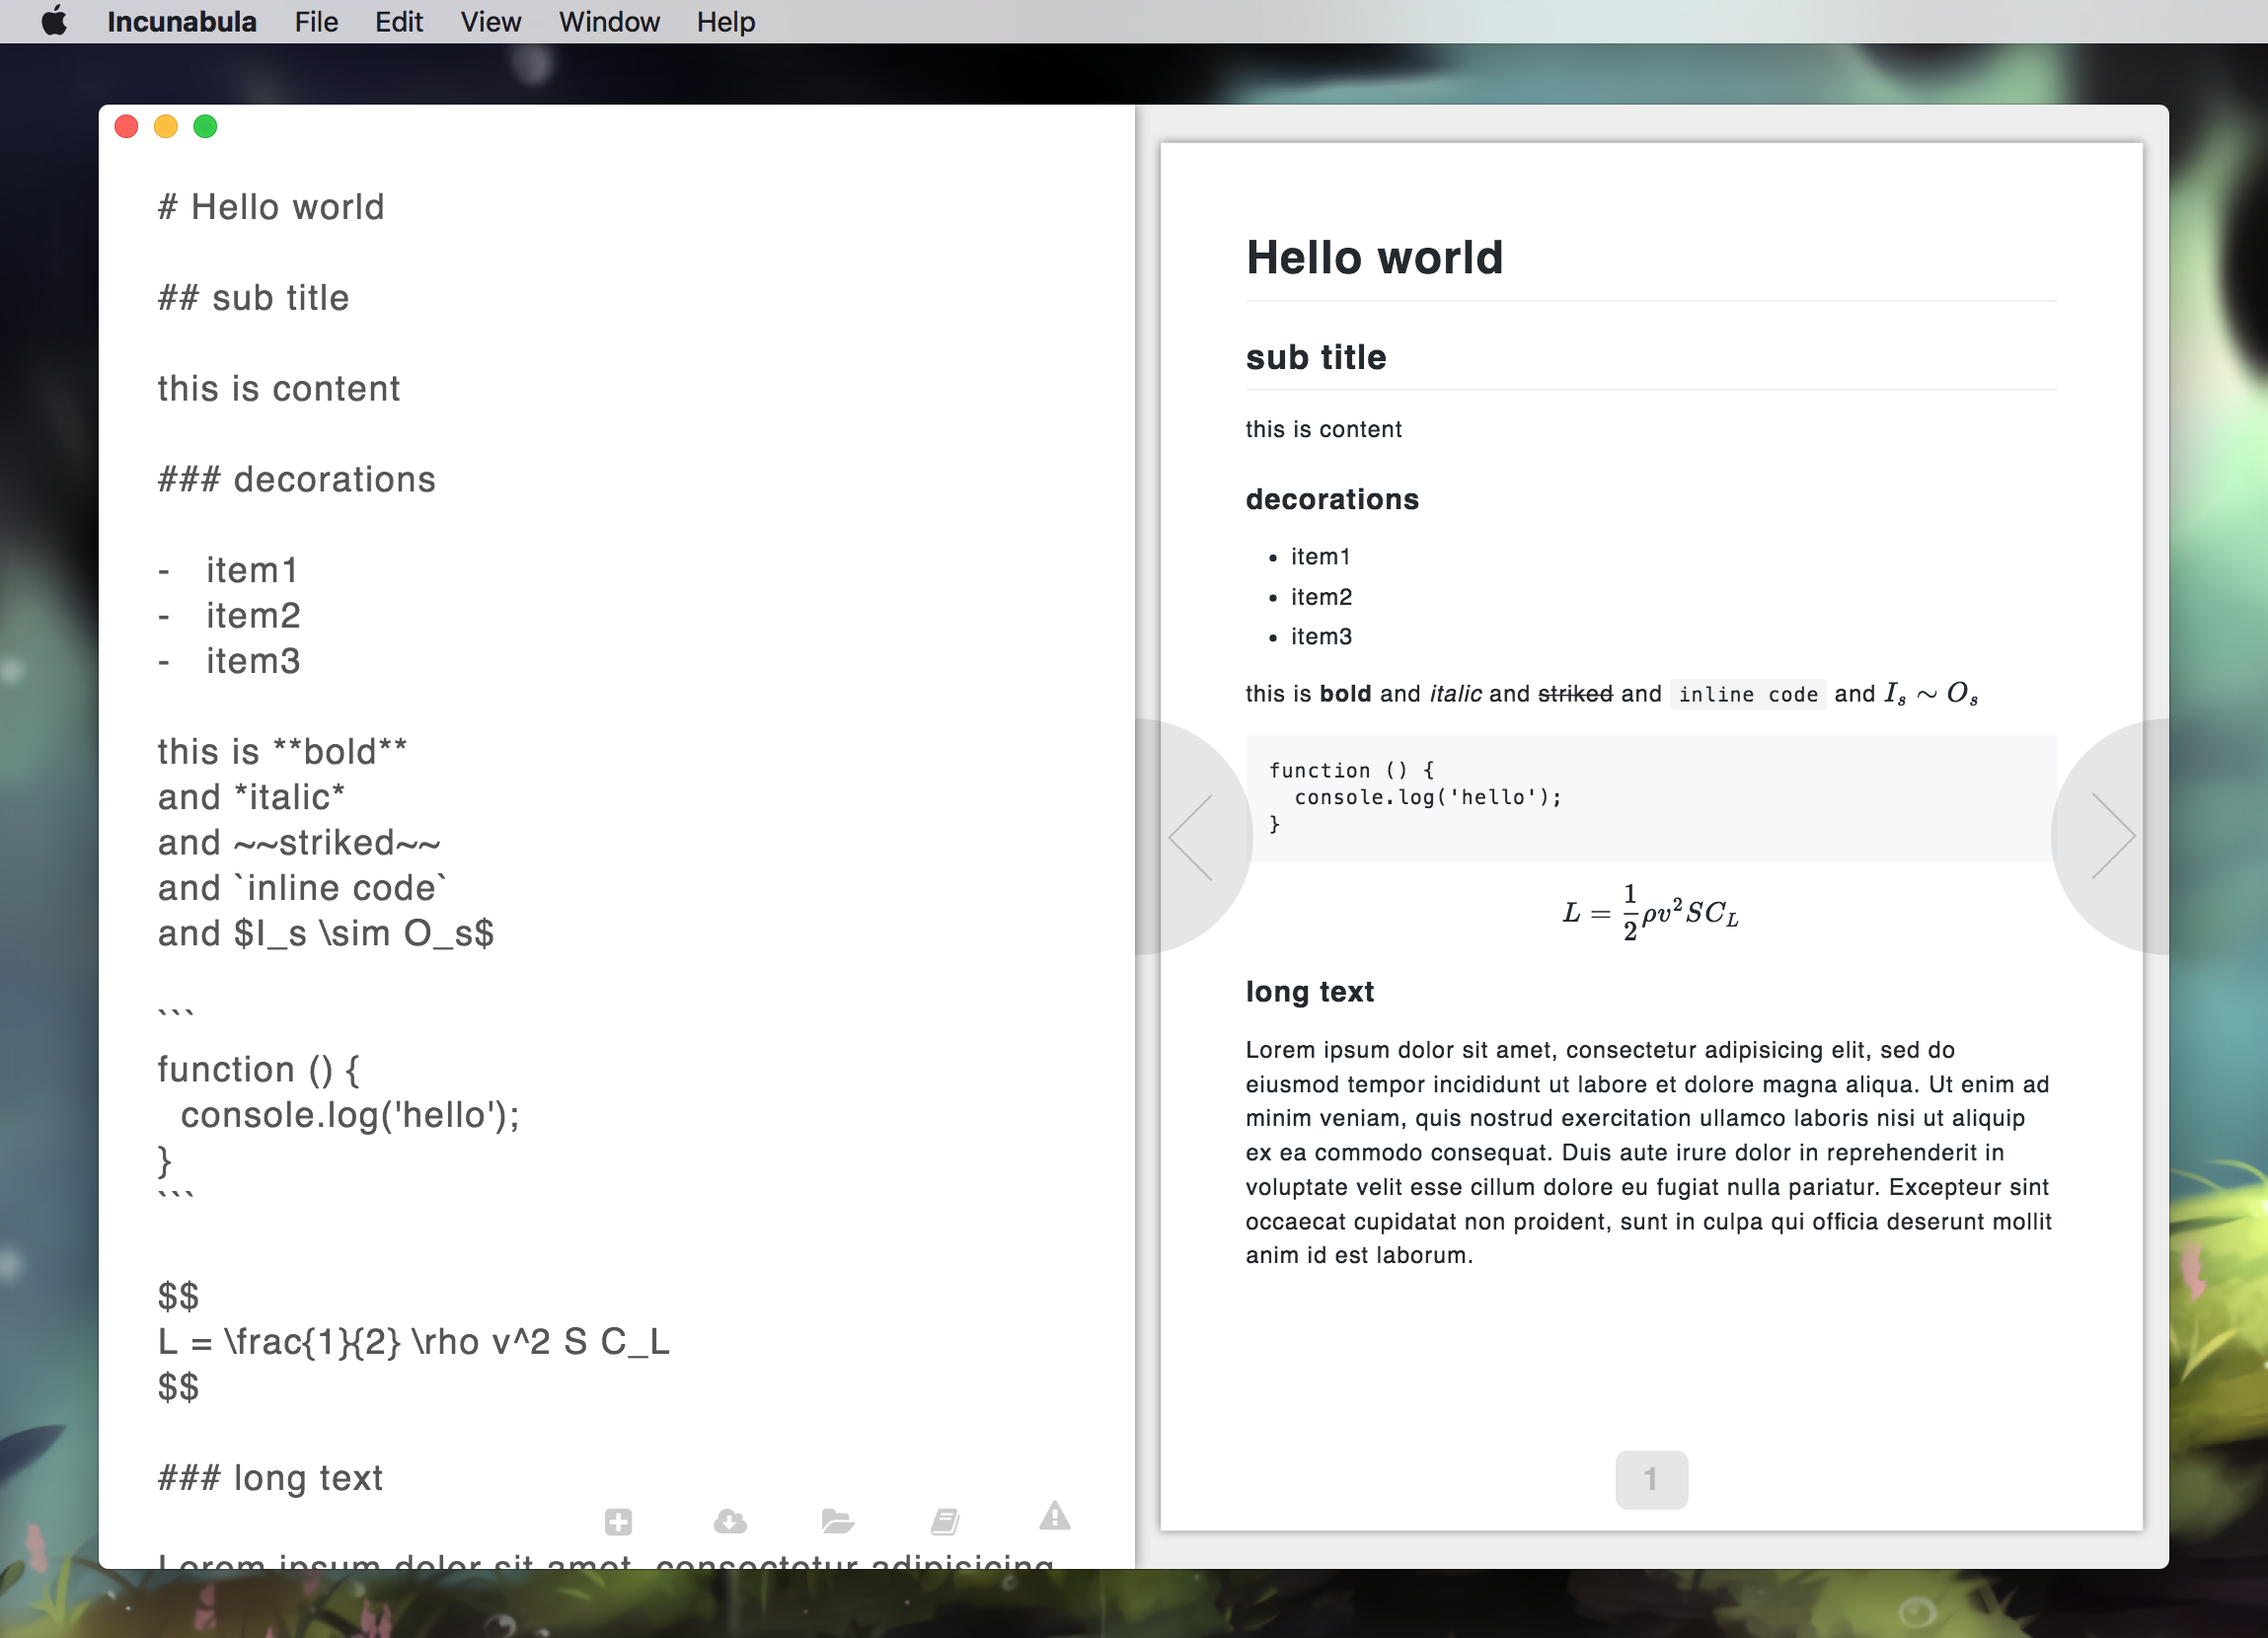 Incunabula File Edit View Window Help
# Hello world
## sub title
this is content
### decorations
- item1
- item2
- item3
this is **bold**
and *italic*
and ~~striked~~
and `inline code`
and $I_s \sim O_s$
```
function () {
  console.log('hello');
}
```
$$
L = \frac{1}{2} \rho v^2 S C_L
$$
### long text
Lorem ipsum dolor sit amet, consectetur adipisicing
Hello world
sub title
this is content
decorations
• item1
• item2
• item3
this is bold and italic and striked and inline code and Iₛ ∼ Oₛ
function () {
  console.log('hello');
}
L = 1/2 ρv²SC_L
long text
Lorem ipsum dolor sit amet, consectetur adipisicing elit, sed do
eiusmod tempor incididunt ut labore et dolore magna aliqua. Ut enim ad
minim veniam, quis nostrud exercitation ullamco laboris nisi ut aliquip
ex ea commodo consequat. Duis aute irure dolor in reprehenderit in
voluptate velit esse cillum dolore eu fugiat nulla pariatur. Excepteur sint
occaecat cupidatat non proident, sunt in culpa qui officia deserunt mollit
anim id est laborum.
1